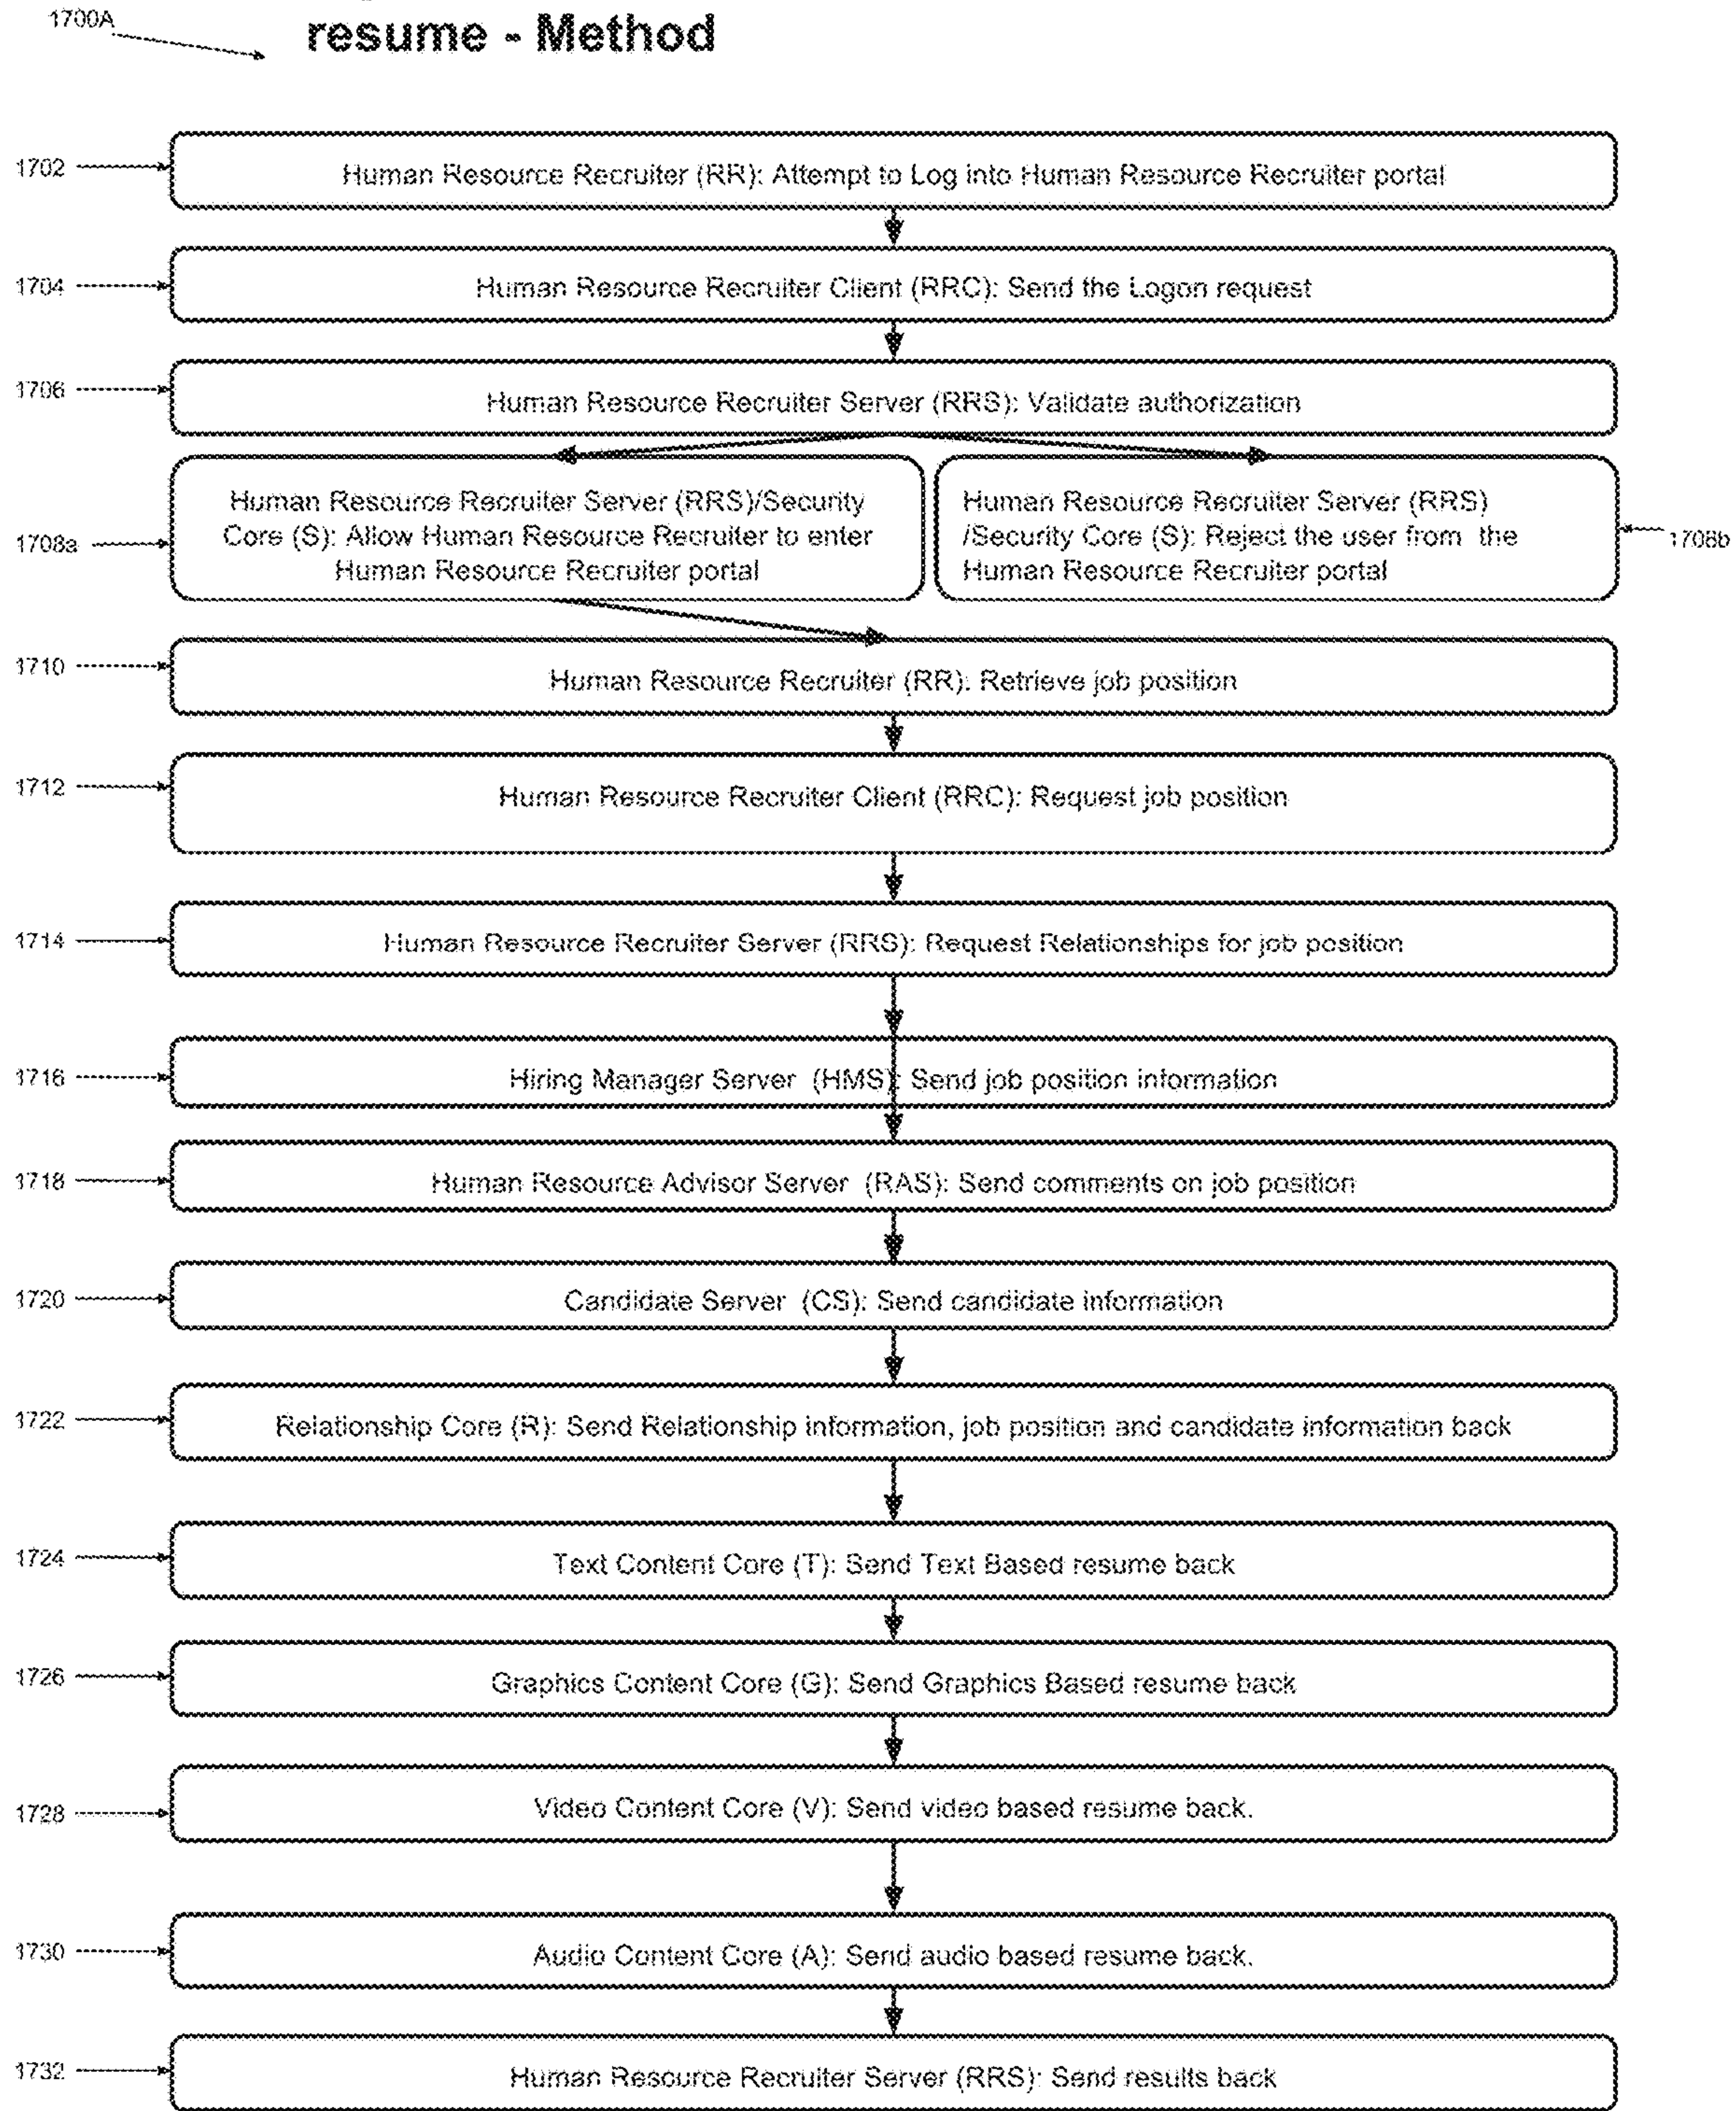 1700A
resume - Method
1702
Human Resource Recruiter (RR): Attempt to Log into Human Resource Recruiter portal
1704
Human Resource Recruiter Client (RRC): Send the Logon request
1706
Human Resource Recruiter Server (RRS): Validate authorization
1708a
Human Resource Recruiter Server (RRS)/Security
Core (S): Allow Human Resource Recruiter to enter
Human Resource Recruiter portal
Human Resource Recruiter Server (RRS)
/Security Core (S): Reject the user from the
Human Resource Recruiter portal
1708b
1710
Human Resource Recruiter (RR): Retrieve job position
1712
Human Resource Recruiter Client (RRC): Request job position
1714
Human Resource Recruiter Server (RRS): Request Relationships for job position
1716
Hiring Manager Server (HMS): Send job position information
1718
Human Resource Advisor Server (RAS): Send comments on job position
1720
Candidate Server (CS): Send candidate information
1722
Relationship Core (R): Send Relationship information, job position and candidate information back
1724
Text Content Core (T): Send Text Based resume back
1726
Graphics Content Core (G): Send Graphics Based resume back
1728
Video Content Core (V): Send video based resume back.
1730
Audio Content Core (A): Send audio based resume back.
1732
Human Resource Recruiter Server (RRS): Send results back